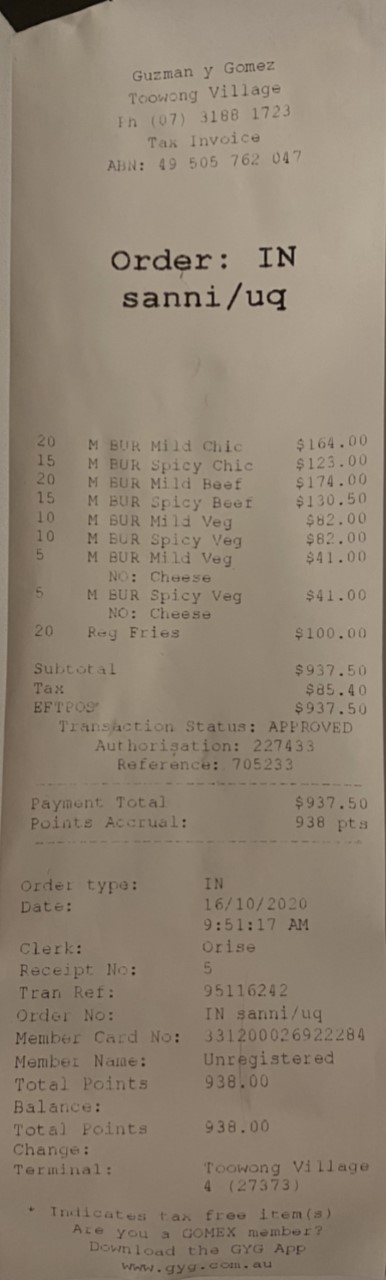 Guzman y Gomez
Toowong Village
Ph (07) 3188 1723
Tax Invoice
ABN: 49 505 762 047
Order: IN
sanni/uq
20 M BUR Mild Chic $164.00
15 M BUR Spicy Chic $123.00
20 M BUR Mild Beef $174.00
15 M BUR Spicy Beef $130.50
10 M BUR Mild Veg $82.00
10 M BUR Spicy Veg $82.00
5 M BUR Mild Veg $41.00
NO: Cheese
5 M BUR Spicy Veg $41.00
NO: Cheese
20 Reg Fries $100.00
Subtotal $937.50
Tax $85.40
EFTPOS $937.50
Transaction Status: APPROVED
Authorisation: 227433
Reference: 705233
Payment Total $937.50
Points Accrual: 938 pts
Order type: IN
Date: 16/10/2020
9:51:17 AM
Clerk: Orise
Receipt No: 5
Tran Ref: 95116242
Order No: IN sanni/uq
Member Card No: 331200026922284
Member Name: Unregistered
Total Points 938.00
Balance:
Total Points 938.00
Change:
Terminal: Toowong Village
4 (27373)
* Indicates tax free item(s)
Are you a GOMEX member?
Download the GYG App
www.gyg.com.au